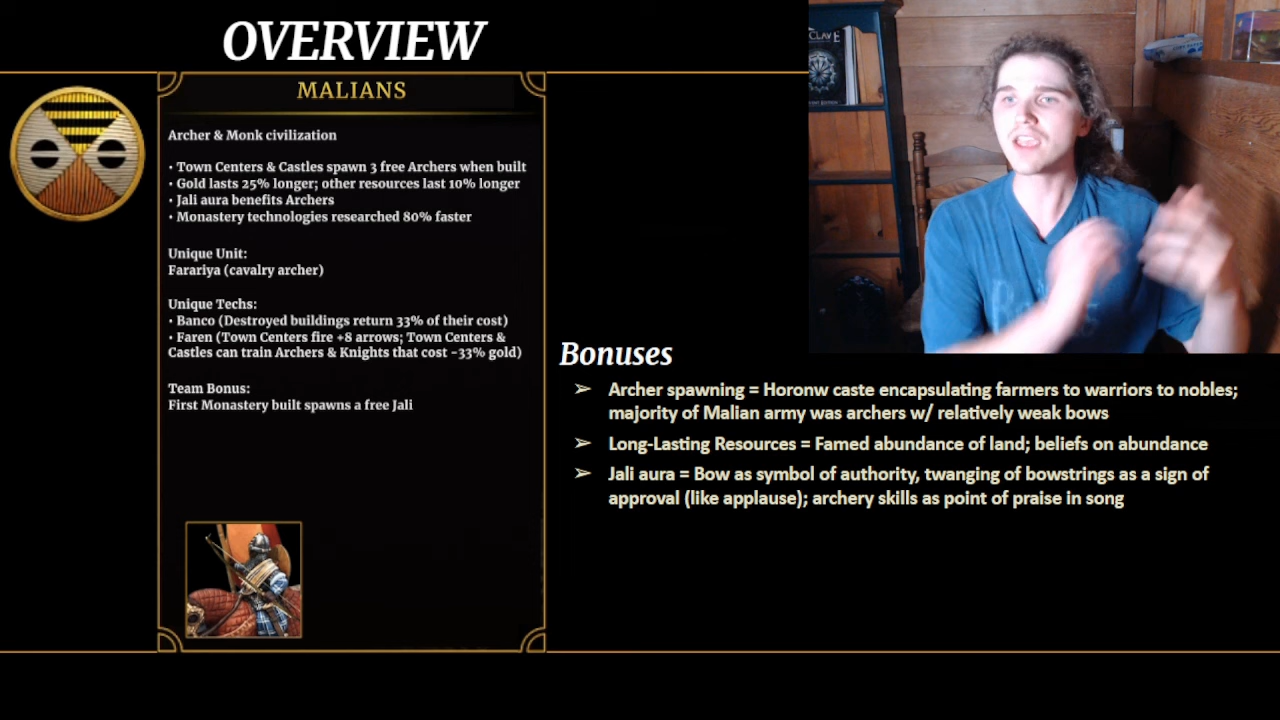 OVERVIEW
MALIANS
Archer & Monk civilization
• Town Centers & Castles spawn 3 free Archers when built
• Gold lasts 25% longer; other resources last 10% longer
• Jali aura benefits Archers
• Monastery technologies researched 80% faster
Unique Unit:
Farariya (cavalry archer)
Unique Techs:
• Banco (Destroyed buildings return 33% of their cost)
• Faren (Town Centers fire +8 arrows; Town Centers &
Castles can train Archers & Knights that cost -33% gold)
Team Bonus:
First Monastery built spawns a free Jali
Bonuses
➢ Archer spawning = Horonw caste encapsulating farmers to warriors to nobles;
majority of Malian army was archers w/ relatively weak bows
➢ Long-Lasting Resources = Famed abundance of land; beliefs on abundance
➢ Jali aura = Bow as symbol of authority, twanging of bowstrings as a sign of
approval (like applause); archery skills as point of praise in song